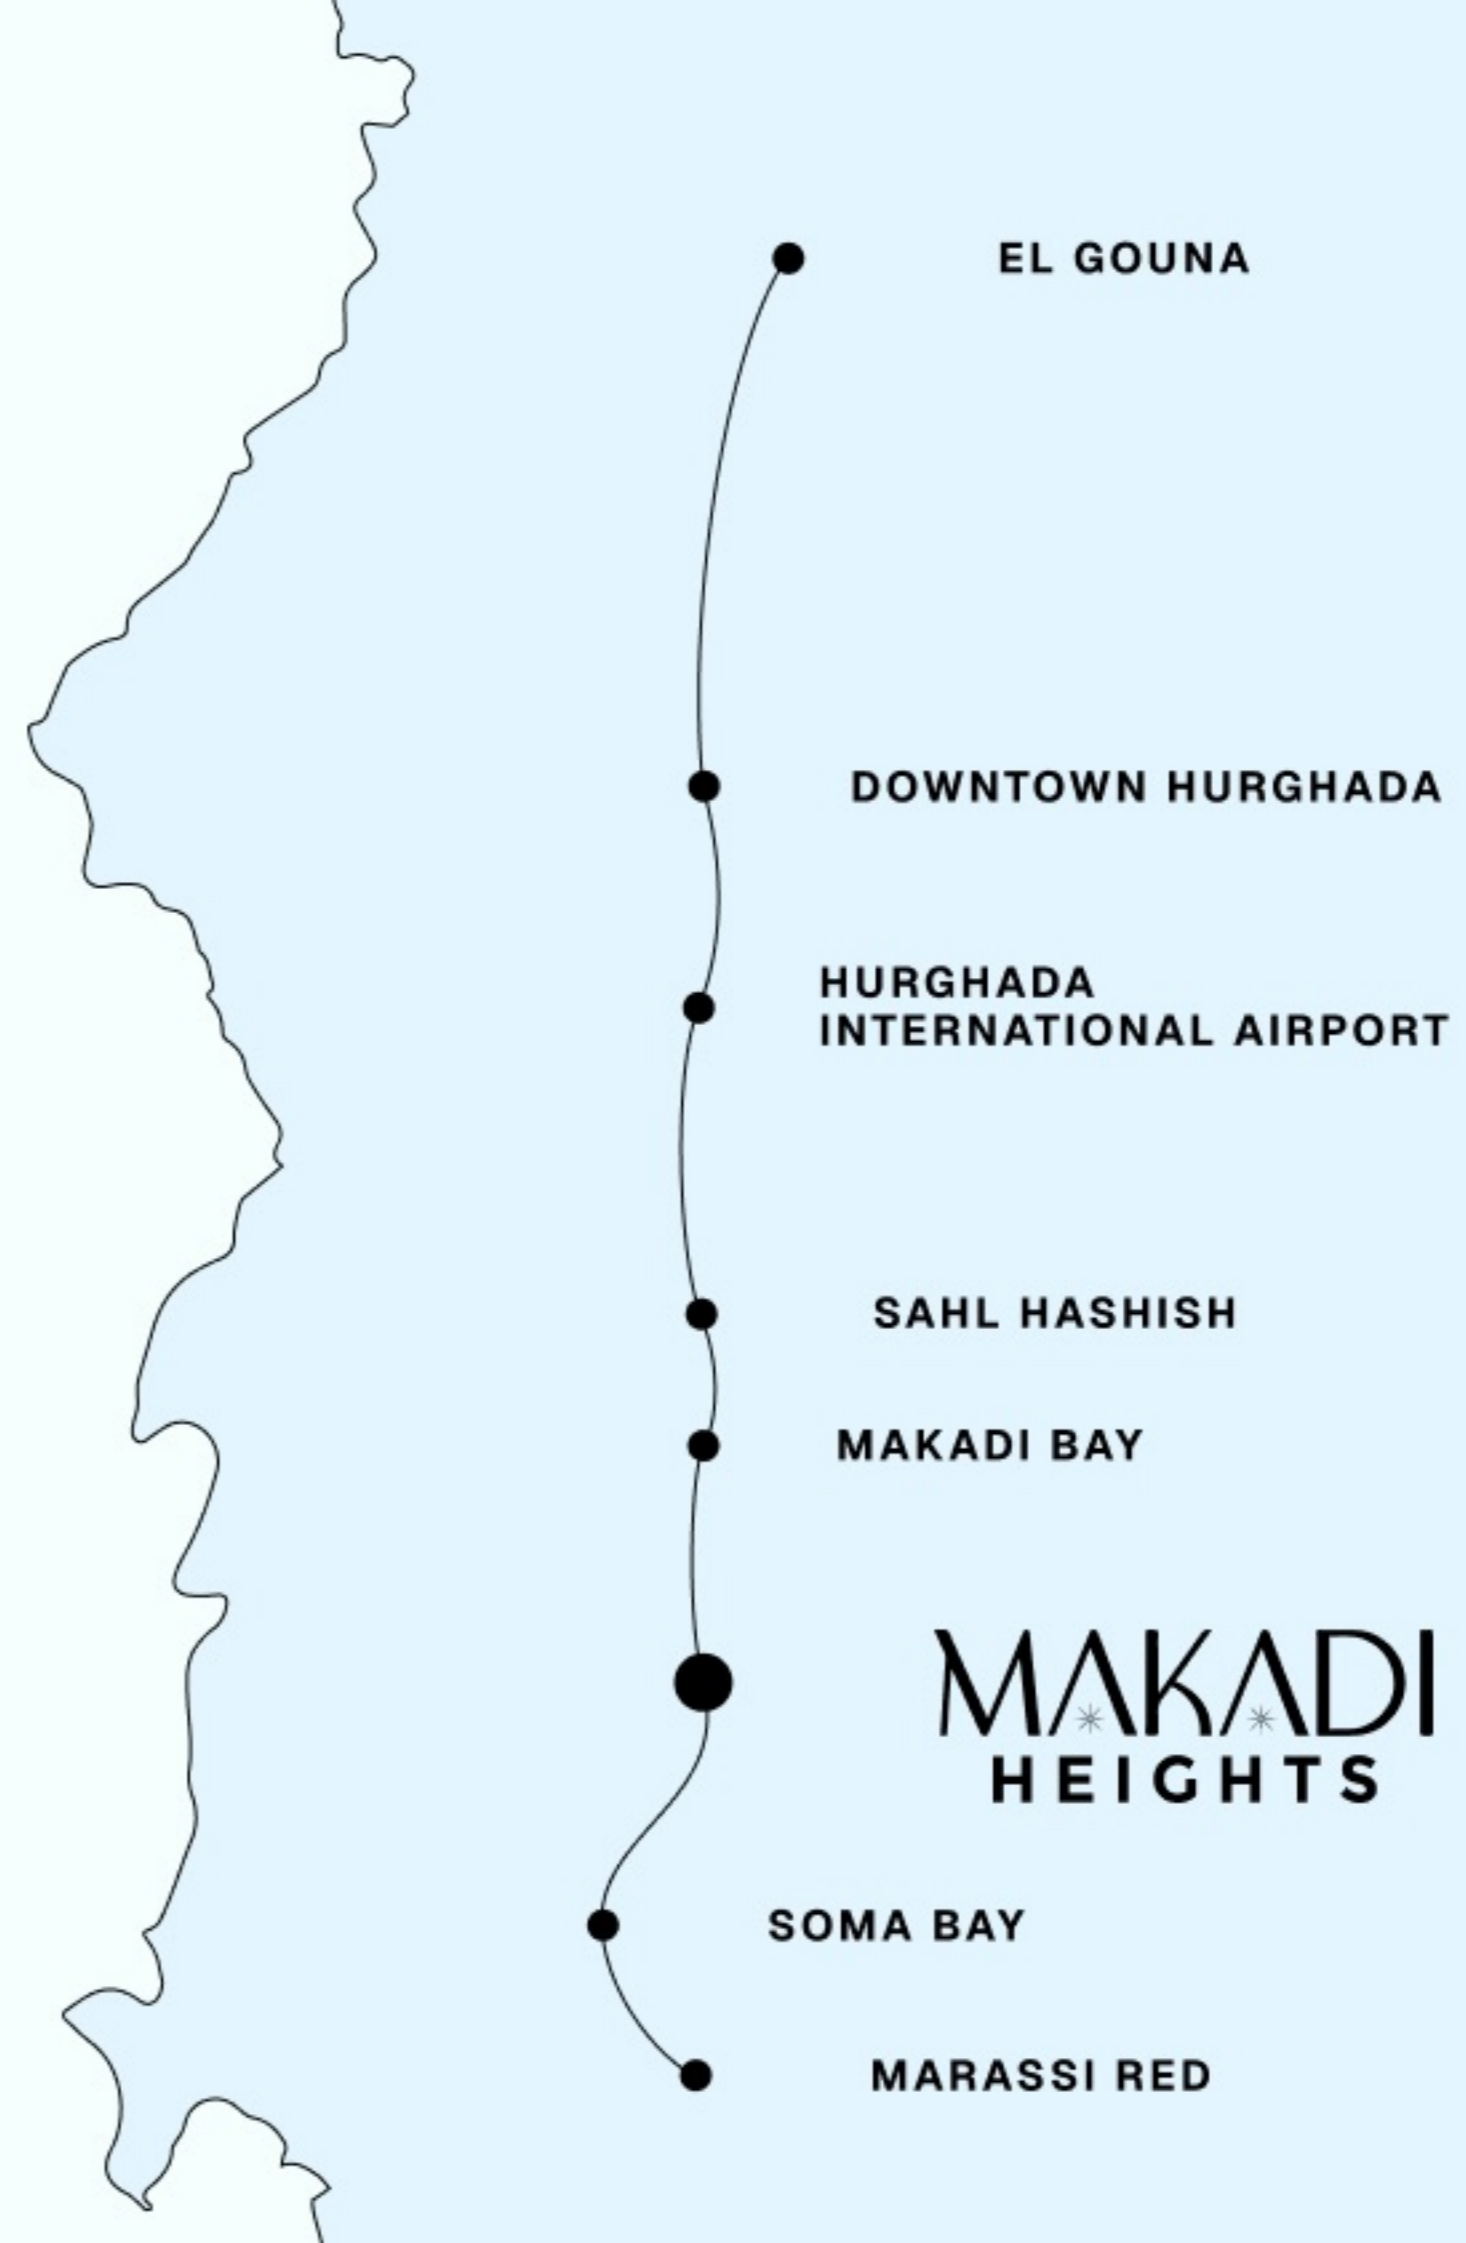 EL GOUNA
DOWNTOWN HURGHADA
HURGHADA
INTERNATIONAL AIRPORT
SAHL HASHISH
MAKADI BAY
MAKADI
HEIGHTS
SOMA BAY
MARASSI RED